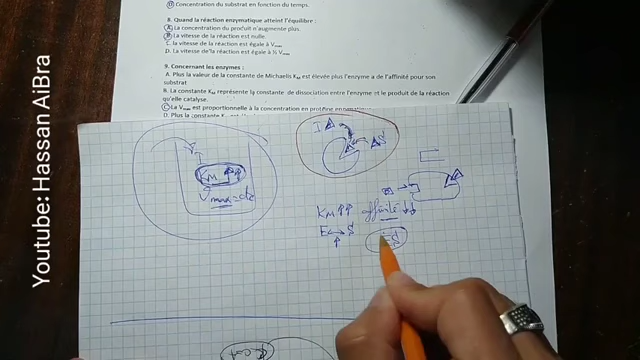 D. Concentration du substrat en fonction du temps.
8. Quand la réaction enzymatique atteint l'équilibre :
A. La concentration du produit n'augmente plus.
B. La vitesse de la réaction est nulle
C. la vitesse de la réaction est égale à Vmax
D. La vitesse de la réaction est égale à ½ Vmax
9. Concernant les enzymes :
A. Plus la valeur de la constante de Michaelis KM est élevée plus l'enzyme a de l'affinité pour son
substrat
B. La constante KM représente la constante de dissociation entre l'enzyme et le produit de la réaction
qu'elle catalyse.
C. La Vmax est proportionnelle à la concentration en protéine enzymatique
D. Plus la constante KM
I
S
I
KM ↑↑
Vmax = cte
KM ↑↑ affinité ↓↓
E ↔ S
↑
Youtube: Hassan AiBra